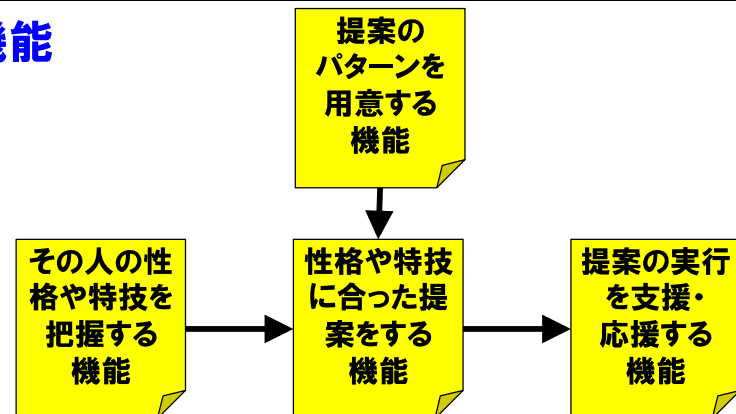 機能
提案の
パターンを
用意する
機能
その人の性
格や特技を
把握する
機能
性格や特技
に合った提
案をする
機能
提案の実行
を支援・
応援する
機能